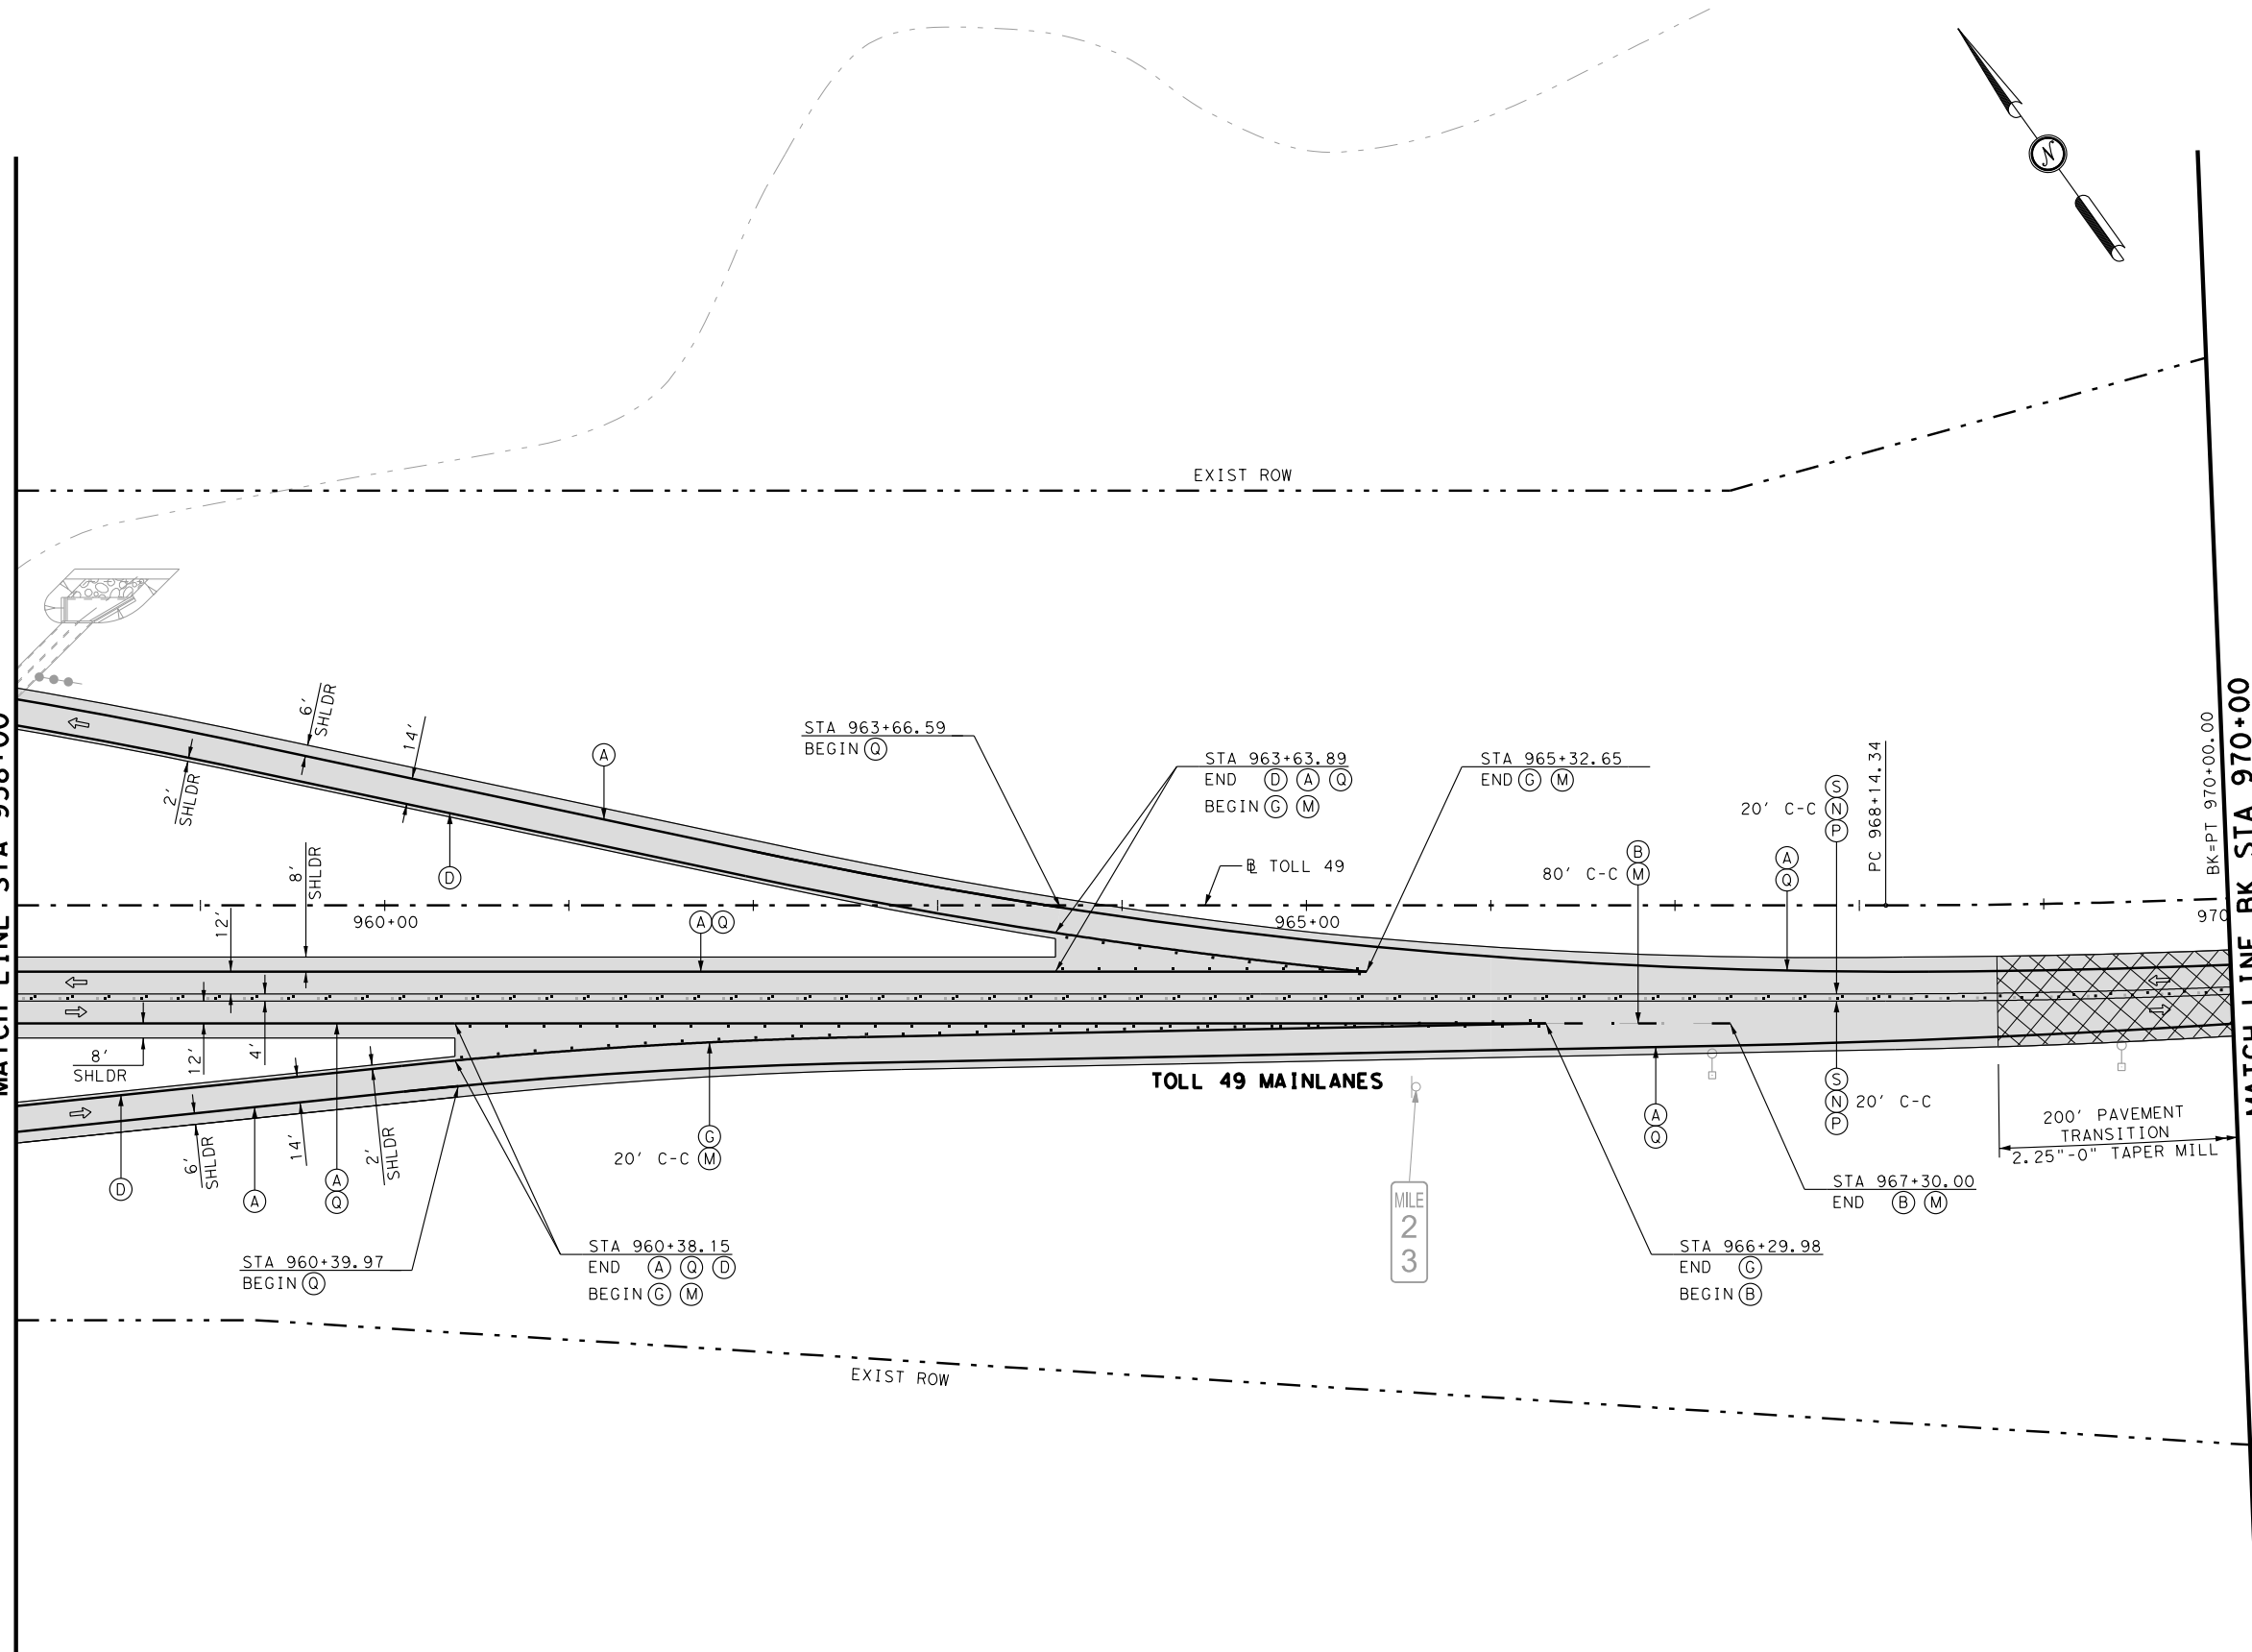 N
EXIST ROW
MATCH LINE STA 958+00
6'
SHLDR
14'
2'
SHLDR
A
D
STA 963+66.59
BEGIN Q
STA 963+63.89
END D A Q
BEGIN G M
STA 965+32.65
END G M
S
20' C-C N
P
PC 968+14.34
BK=PT 970+00.00
MATCH LINE BK STA 970+00
8'
SHLDR
12'
℄ TOLL 49
B
80' C-C M
A
Q
960+00
A Q
965+00
970
8'
SHLDR
12'
4'
D
6'
SHLDR
A
14'
A
Q
2'
SHLDR
G
20' C-C M
TOLL 49 MAINLANES
A
Q
S
N 20' C-C
P
200' PAVEMENT
TRANSITION
2.25"-0" TAPER MILL
MILE
2
3
STA 967+30.00
END B M
STA 960+39.97
BEGIN Q
STA 960+38.15
END A Q D
BEGIN G M
STA 966+29.98
END G
BEGIN B
EXIST ROW